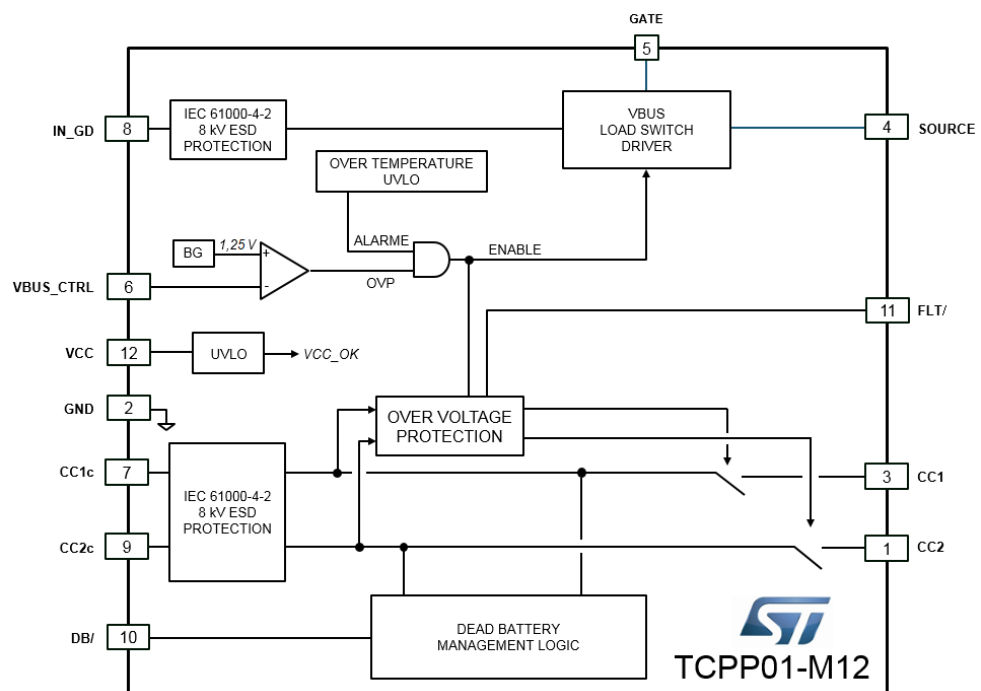 GATE
5
IN_GD
8
IEC 61000-4-2
8 kV ESD
PROTECTION
VBUS
LOAD SWITCH
DRIVER
4
SOURCE
OVER TEMPERATURE
UVLO
ALARME
ENABLE
BG
1,25 V
+
-
OVP
VBUS_CTRL
6
11
FLT/
VCC
12
UVLO
VCC_OK
GND
2
OVER VOLTAGE
PROTECTION
CC1c
7
IEC 61000-4-2
8 kV ESD
PROTECTION
3
CC1
CC2c
9
1
CC2
DB/
10
DEAD BATTERY
MANAGEMENT LOGIC
ST
TCPP01-M12